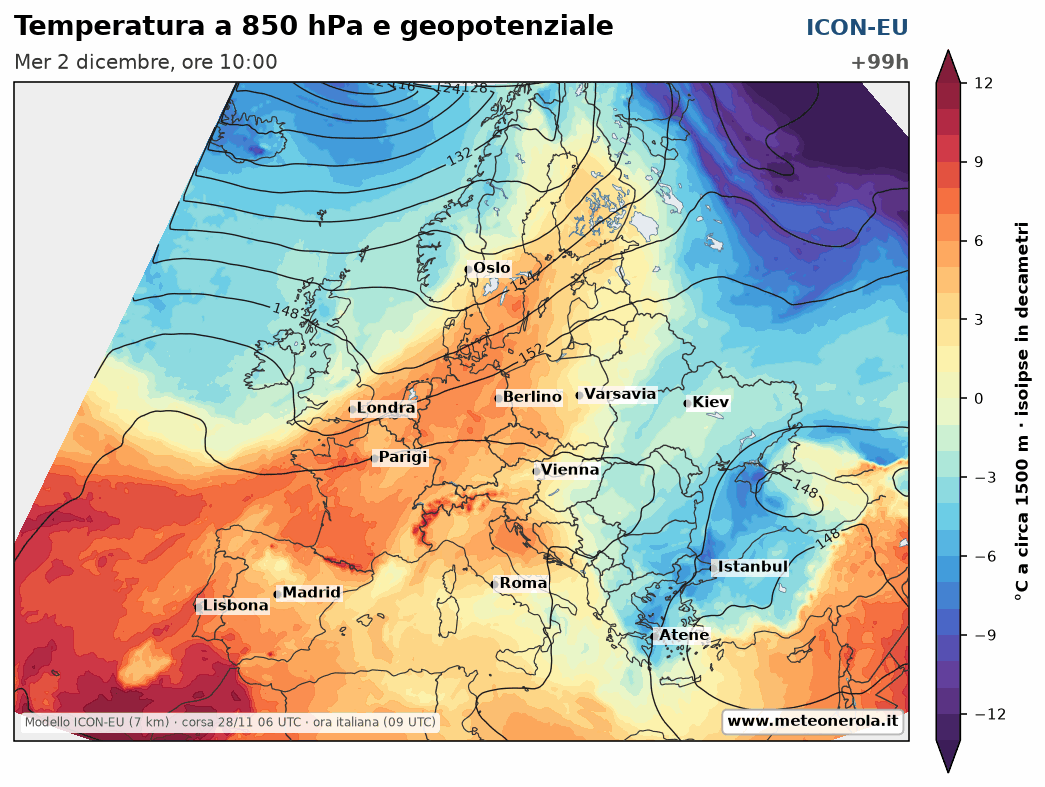 Temperatura a 850 hPa e geopotenziale
ICON-EU
Mer 2 dicembre, ore 10:00
+99h
124128
132
Oslo
144
148
152
Londra
Berlino
Varsavia
Kiev
Parigi
Vienna
148
148
Istanbul
Roma
Madrid
Lisbona
Atene
12
9
6
3
0
−3
−6
−9
−12
°C a circa 1500 m · isoipse in decametri
Modello ICON-EU (7 km) · corsa 28/11 06 UTC · ora italiana (09 UTC)
www.meteonerola.it